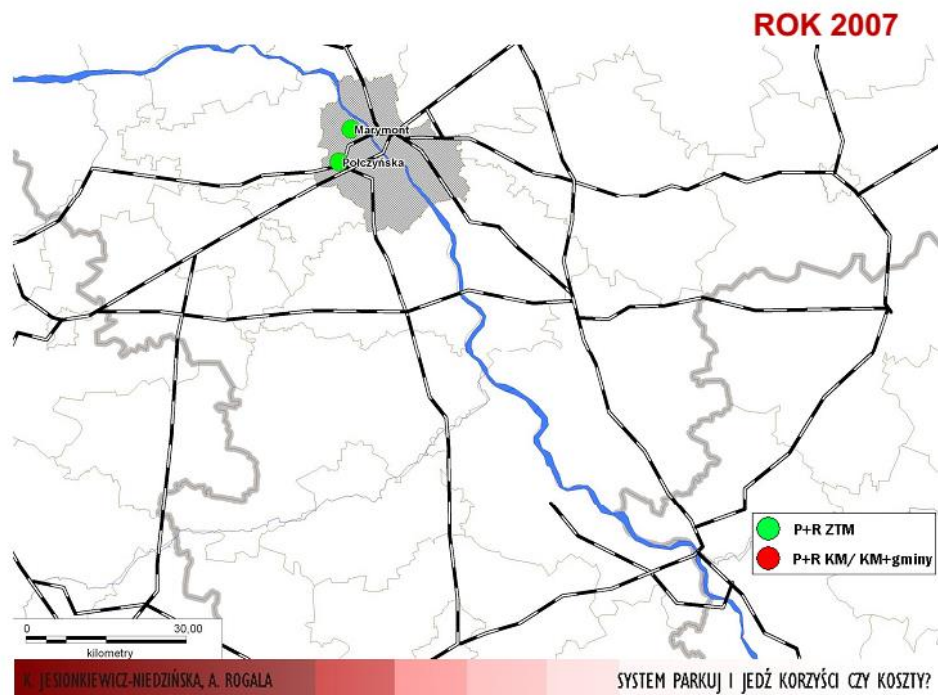 ROK 2007
Marymont
Połczyńska
P+R ZTM
P+R KM/ KM+gminy
0 30,00
kilometry
K. JESIONKIEWICZ-NIEDZIŃSKA, A. ROGALA
SYSTEM PARKUJ I JEDŹ KORZYŚCI CZY KOSZTY?